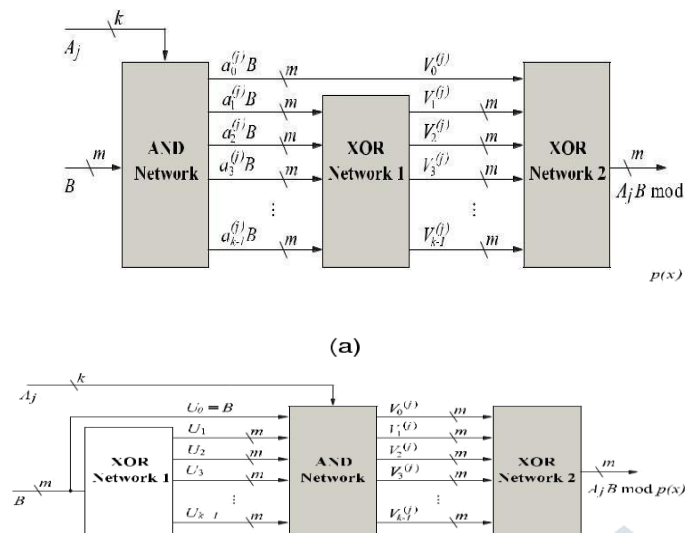 k
A_j
a_0^{(j)}B m V_0^{(j)}
a_1^{(j)}B m V_1^{(j)} m
a_2^{(j)}B m V_2^{(j)} m
a_3^{(j)}B m V_3^{(j)} m
⋮ ⋮
a_{k-1}^{(j)}B m V_{k-1}^{(j)} m
AND
Network
XOR
Network 1
XOR
Network 2
m
B
m
A_jB mod
p(x)
(a)
A_j k
U_0 = B V_0^{(j)} m
U_1 m V_1^{(j)} m
U_2 m V_2^{(j)} m
U_3 m V_3^{(j)} m
⋮ ⋮
U_{k-1} m V_{k-1}^{(j)} m
XOR
Network 1
AND
Network
XOR
Network 2
m
B
m
A_jB mod p(x)